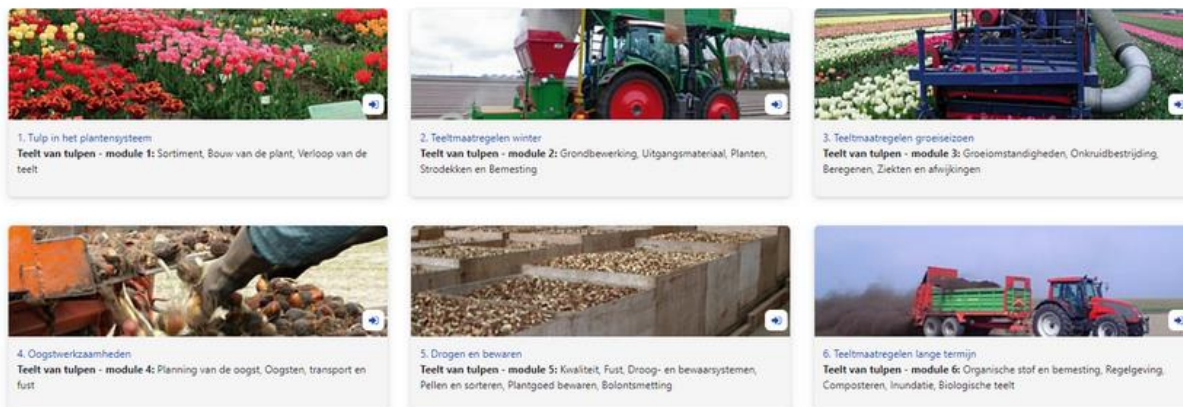 1. Tulp in het plantensysteem
Teelt van tulpen - module 1: Sortiment, Bouw van de plant, Verloop van de
teelt
2. Teeltmaatregelen winter
Teelt van tulpen - module 2: Grondbewerking, Uitgangsmateriaal, Planten,
Strodekken en Bemesting
3. Teeltmaatregelen groeiseizoen
Teelt van tulpen - module 3: Groeiomstandigheden, Onkruidbestrijding,
Beregenen, Ziekten en afwijkingen
4. Oogstwerkzaamheden
Teelt van tulpen - module 4: Planning van de oogst, Oogsten, transport en
fust
5. Drogen en bewaren
Teelt van tulpen - module 5: Kwaliteit, Fust, Droog- en bewaarsystemen,
Pellen en sorteren, Plantgoed bewaren, Bolontsmetting
6. Teeltmaatregelen lange termijn
Teelt van tulpen - module 6: Organische stof en bemesting, Regelgeving,
Composteren, Inundatie, Biologische teelt